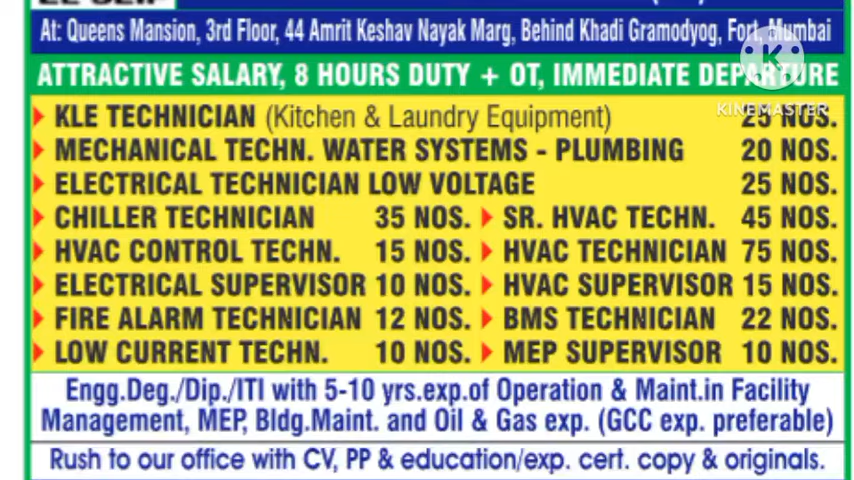 At: Queens Mansion, 3rd Floor, 44 Amrit Keshav Nayak Marg, Behind Khadi Gramodyog, Fort, Mumbai
ATTRACTIVE SALARY, 8 HOURS DUTY + OT, IMMEDIATE DEPARTURE
KINEMASTER
KLE TECHNICIAN (Kitchen & Laundry Equipment) 25 NOS.
MECHANICAL TECHN. WATER SYSTEMS - PLUMBING 20 NOS.
ELECTRICAL TECHNICIAN LOW VOLTAGE 25 NOS.
CHILLER TECHNICIAN 35 NOS. SR. HVAC TECHN. 45 NOS.
HVAC CONTROL TECHN. 15 NOS. HVAC TECHNICIAN 75 NOS.
ELECTRICAL SUPERVISOR 10 NOS. HVAC SUPERVISOR 15 NOS.
FIRE ALARM TECHNICIAN 12 NOS. BMS TECHNICIAN 22 NOS.
LOW CURRENT TECHN. 10 NOS. MEP SUPERVISOR 10 NOS.
Engg.Deg./Dip./ITI with 5-10 yrs.exp.of Operation & Maint.in Facility
Management, MEP, Bldg.Maint. and Oil & Gas exp. (GCC exp. preferable)
Rush to our office with CV, PP & education/exp. cert. copy & originals.